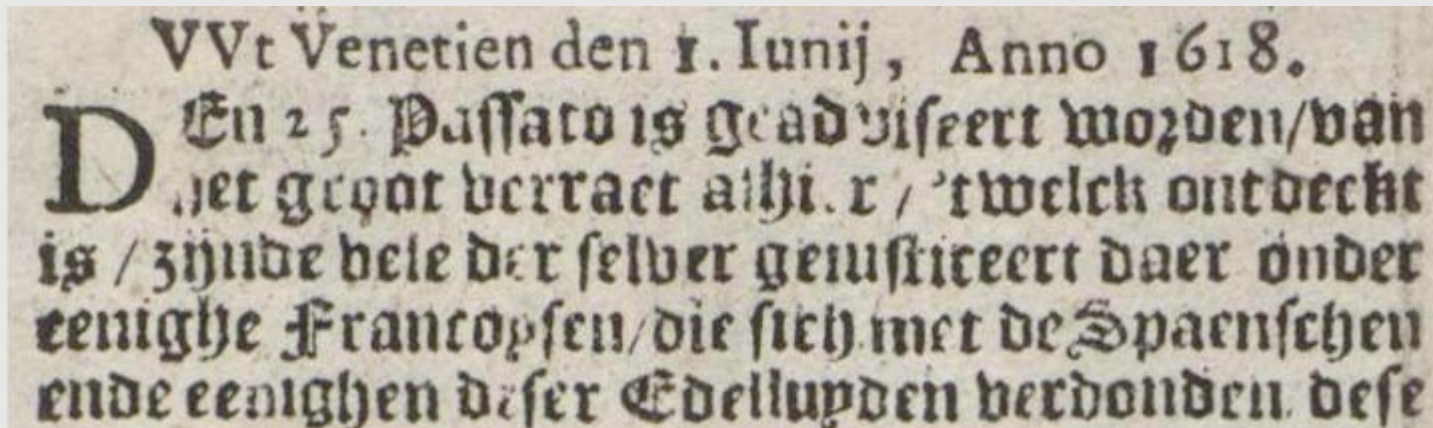 VVt Venetien den 1. Iunij, Anno 1618.
DEn 25. Passato is geadviseert worden/van
het groot verraet alhier / 'twelck ontdeckt
is / zijnde vele der selver geiusticeert daer onder
eenighe Francoysen/die sich met de Spaenschen
ende eenighen deser Edelluyden verbonden dese